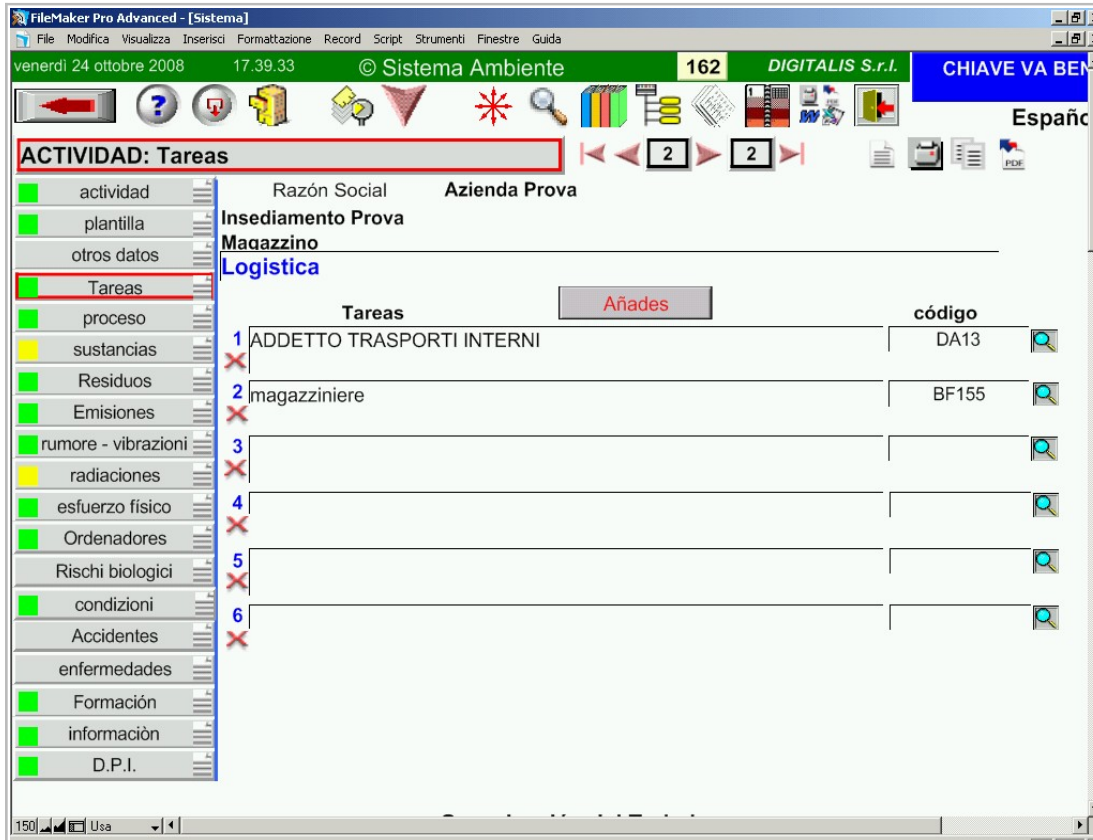 FileMaker Pro Advanced - [Sistema]
File Modifica Visualizza Inserisci Formattazione Record Script Strumenti Finestre Guida
venerdì 24 ottobre 2008 17.39.33 © Sistema Ambiente 162 DIGITALIS S.r.l. CHIAVE VA BEN
Españo
ACTIVIDAD: Tareas 2 2 PDF
actividad Razón Social Azienda Prova
plantilla Insediamento Prova
Magazzino
otros datos
Logistica
Tareas
Tareas Añades código
proceso
1 ADDETTO TRASPORTI INTERNI DA13
sustancias
Residuos
2 magazziniere BF155
Emisiones
rumore - vibrazioni
3
radiaciones
esfuerzo físico
4
Ordenadores
Rischi biologici
5
condizioni
6
Accidentes
enfermedades
Formación
informaciòn
D.P.I.
150 Usa